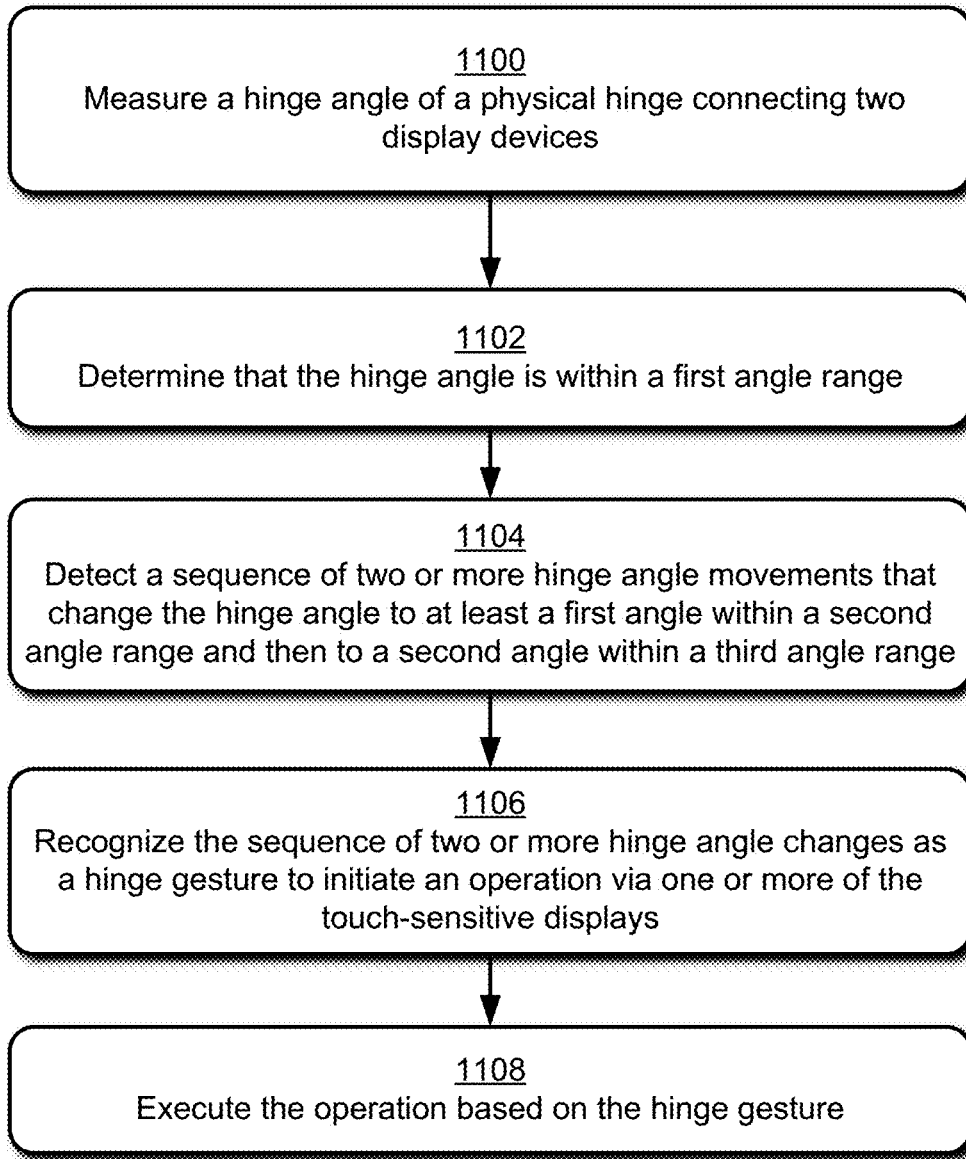 1100
Measure a hinge angle of a physical hinge connecting two
display devices
1102
Determine that the hinge angle is within a first angle range
1104
Detect a sequence of two or more hinge angle movements that
change the hinge angle to at least a first angle within a second
angle range and then to a second angle within a third angle range
1106
Recognize the sequence of two or more hinge angle changes as
a hinge gesture to initiate an operation via one or more of the
touch-sensitive displays
1108
Execute the operation based on the hinge gesture